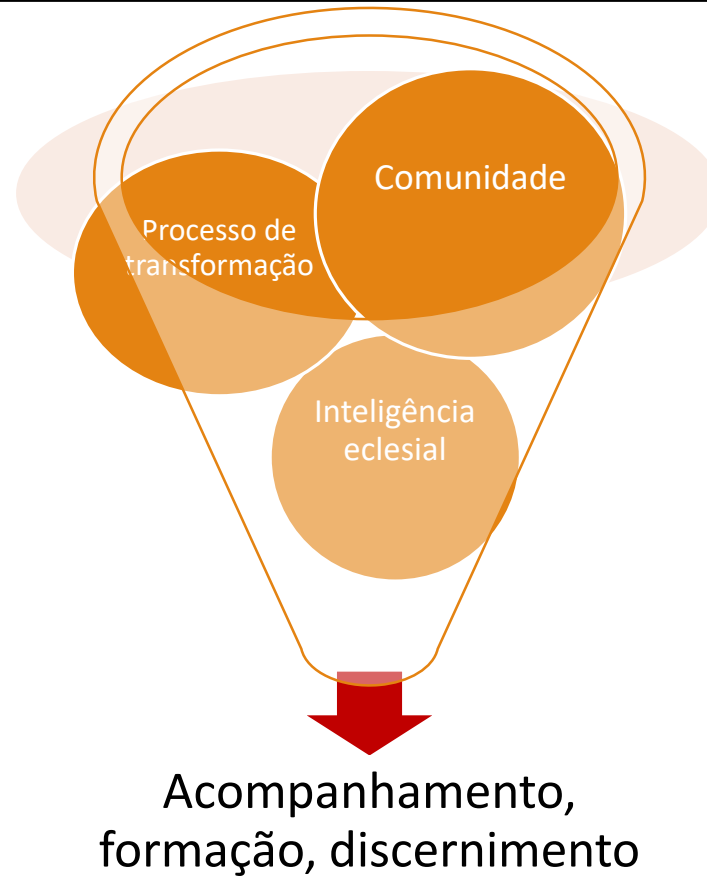 Comunidade
Processo de
transformação
Inteligência
eclesial
Acompanhamento,
formação, discernimento